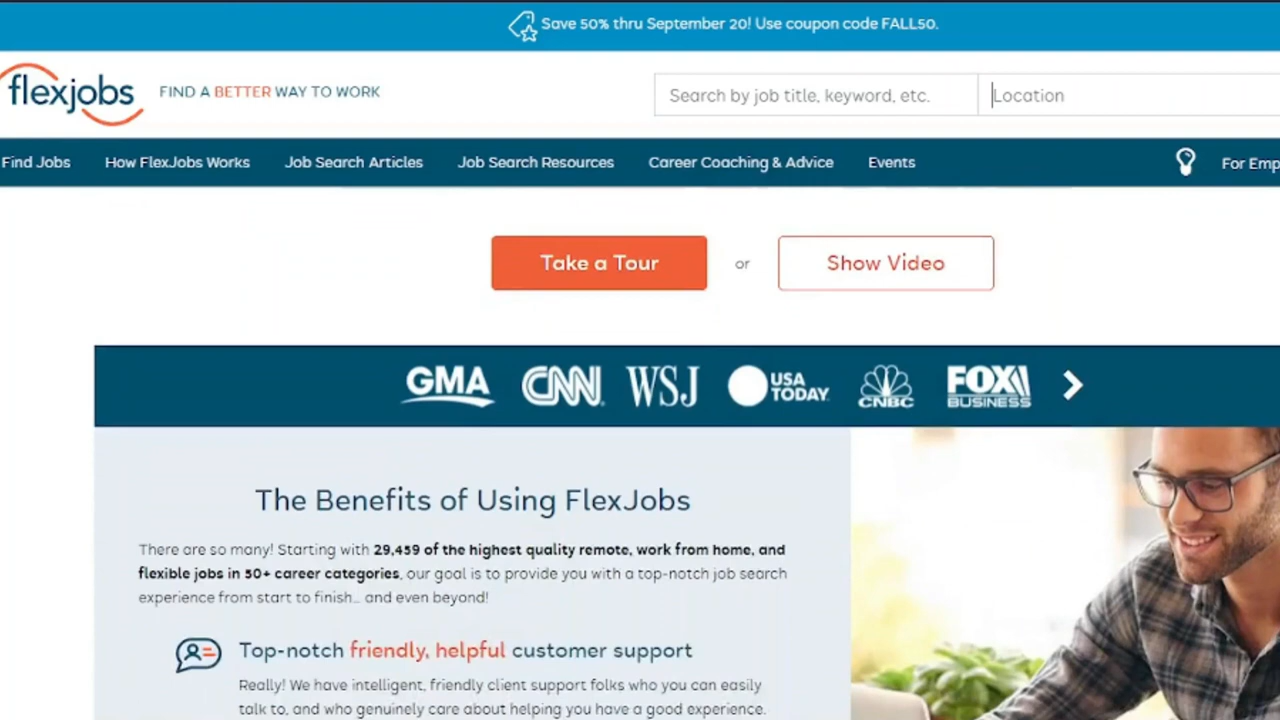 Save 50% thru September 20! Use coupon code FALL50.
flexjobs
FIND A BETTER WAY TO WORK
Search by job title, keyword, etc.
Location
Find Jobs
How FlexJobs Works
Job Search Articles
Job Search Resources
Career Coaching & Advice
Events
For Emp
Take a Tour
or
Show Video
GMA
CNN
WSJ
USA TODAY
CNBC
FOX BUSINESS
The Benefits of Using FlexJobs
There are so many! Starting with 29,459 of the highest quality remote, work from home, and
flexible jobs in 50+ career categories, our goal is to provide you with a top-notch job search
experience from start to finish... and even beyond!
Top-notch friendly, helpful customer support
Really! We have intelligent, friendly client support folks who you can easily
talk to, and who genuinely care about helping you have a good experience.